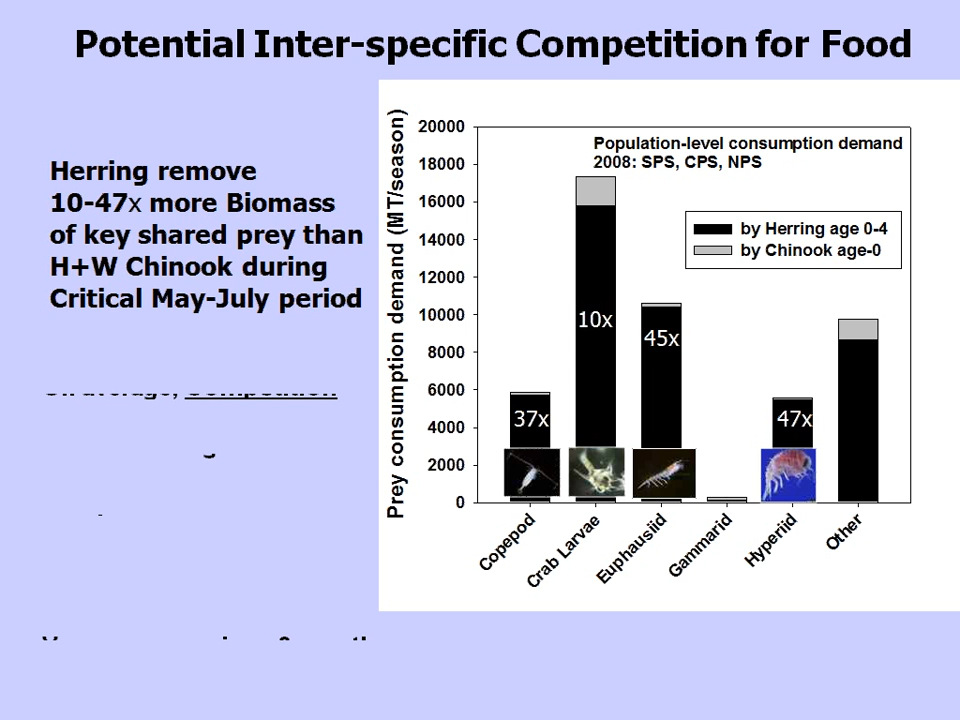 Potential Inter-specific Competition for Food
Herring remove
10-47x more Biomass
of key shared prey than
H+W Chinook during
Critical May-July period
Prey consumption demand (MT/season)
20000
18000
16000
14000
12000
10000
8000
6000
4000
2000
0
Population-level consumption demand
2008: SPS, CPS, NPS
by Herring age 0-4
by Chinook age-0
37x
10x
45x
47x
Copepod
Crab Larvae
Euphausiid
Gammarid
Hyperiid
Other